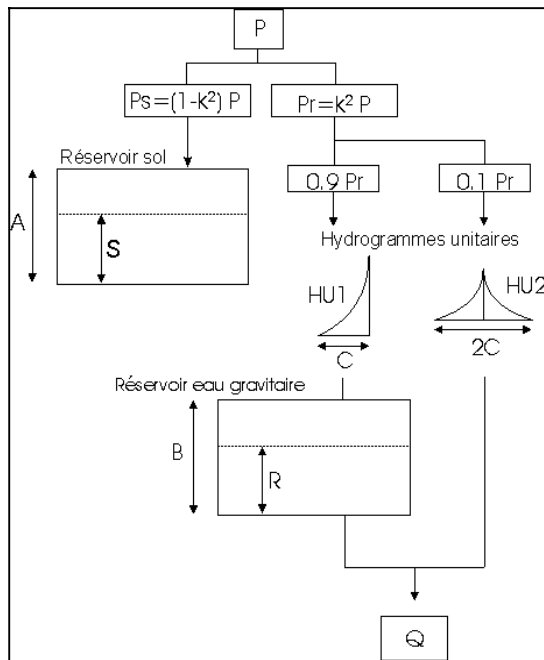 P
Ps=(1-k²) P
Pr=k² P
Réservoir sol
0.9 Pr
0.1 Pr
A
S
Hydrogrammes unitaires
HU1
HU2
C
2C
Réservoir eau gravitaire
B
R
Q